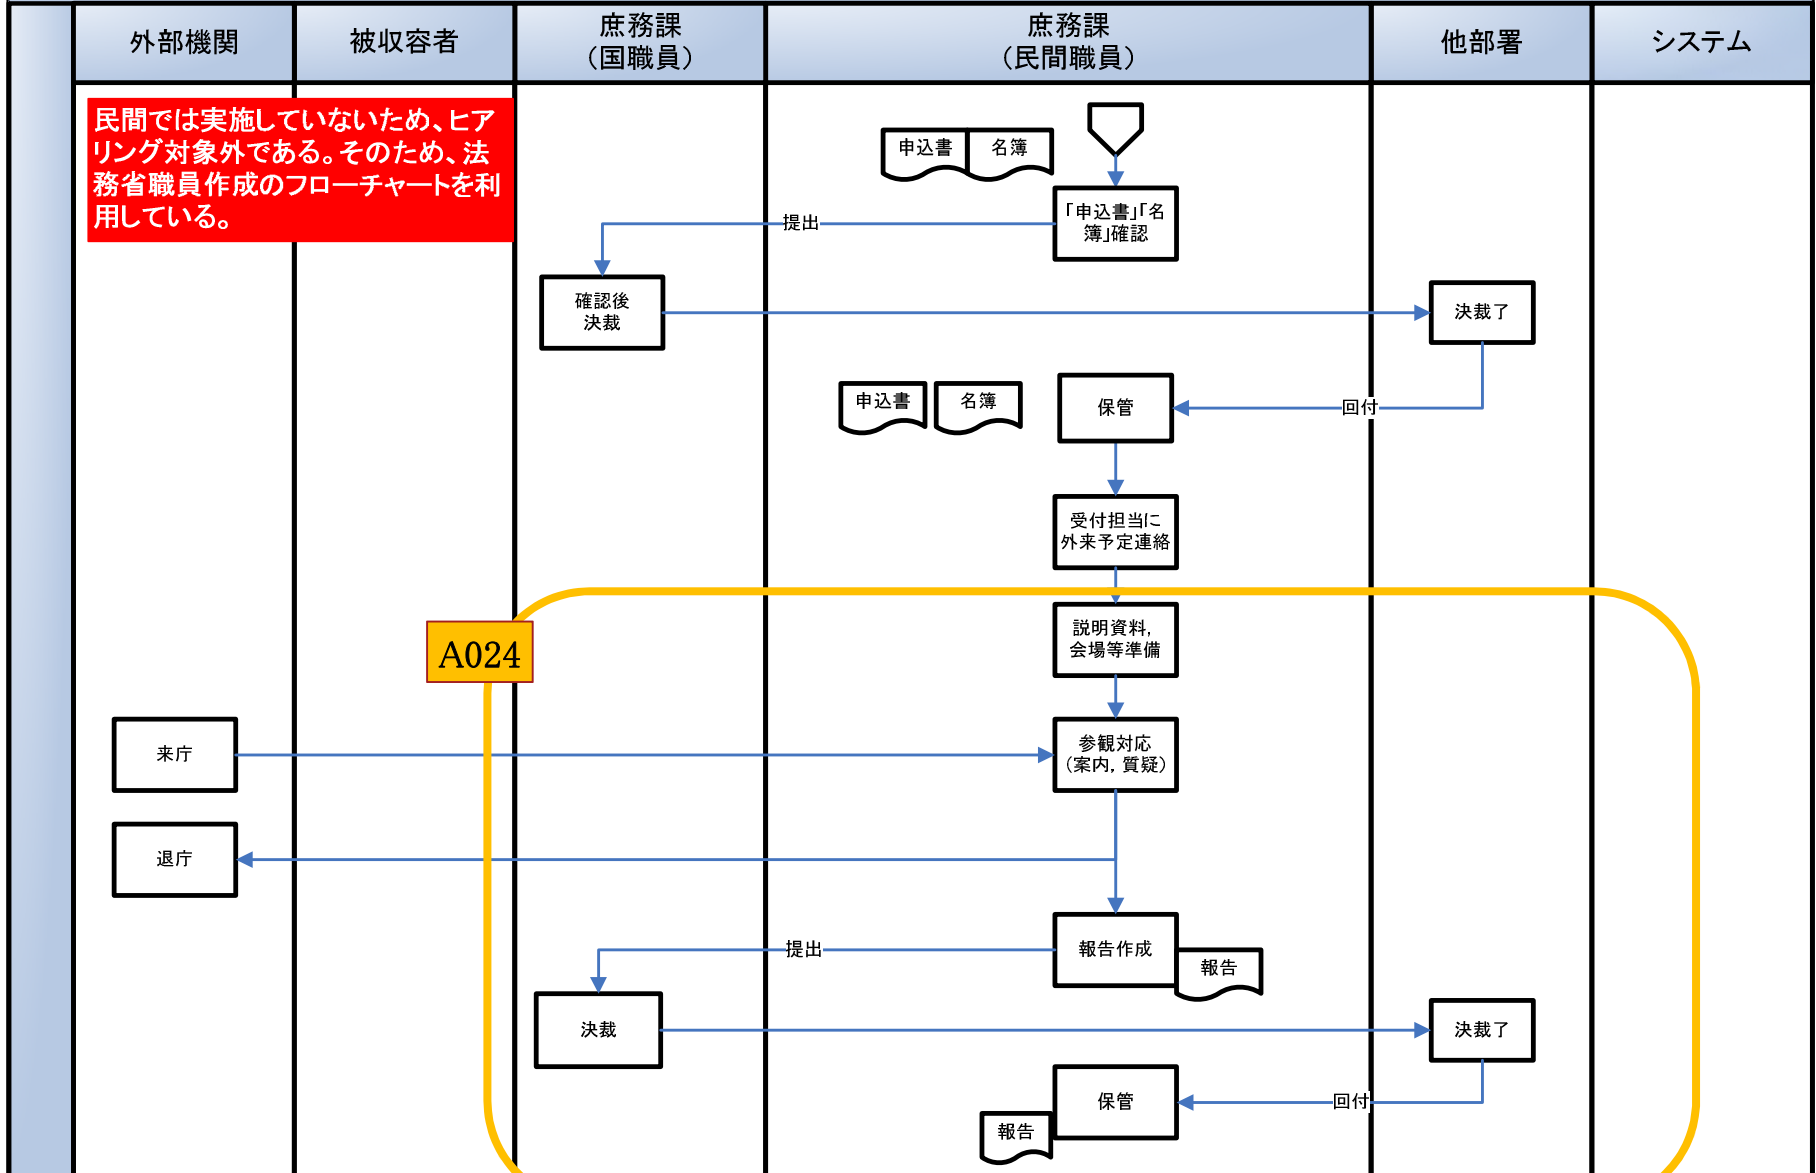 外部機関
被収容者
庶務課
（国職員）
庶務課
（民間職員）
他部署
システム
民間では実施していないため、ヒア
リング対象外である。そのため、法
務省職員作成のフローチャートを利
用している。
申込書
名簿
「申込書」「名
簿」確認
提出
確認後
決裁
決裁了
申込書
名簿
保管
回付
受付担当に
外来予定連絡
A024
説明資料，
会場等準備
来庁
参観対応
（案内，質疑）
退庁
報告作成
報告
提出
決裁
決裁了
保管
回付
報告